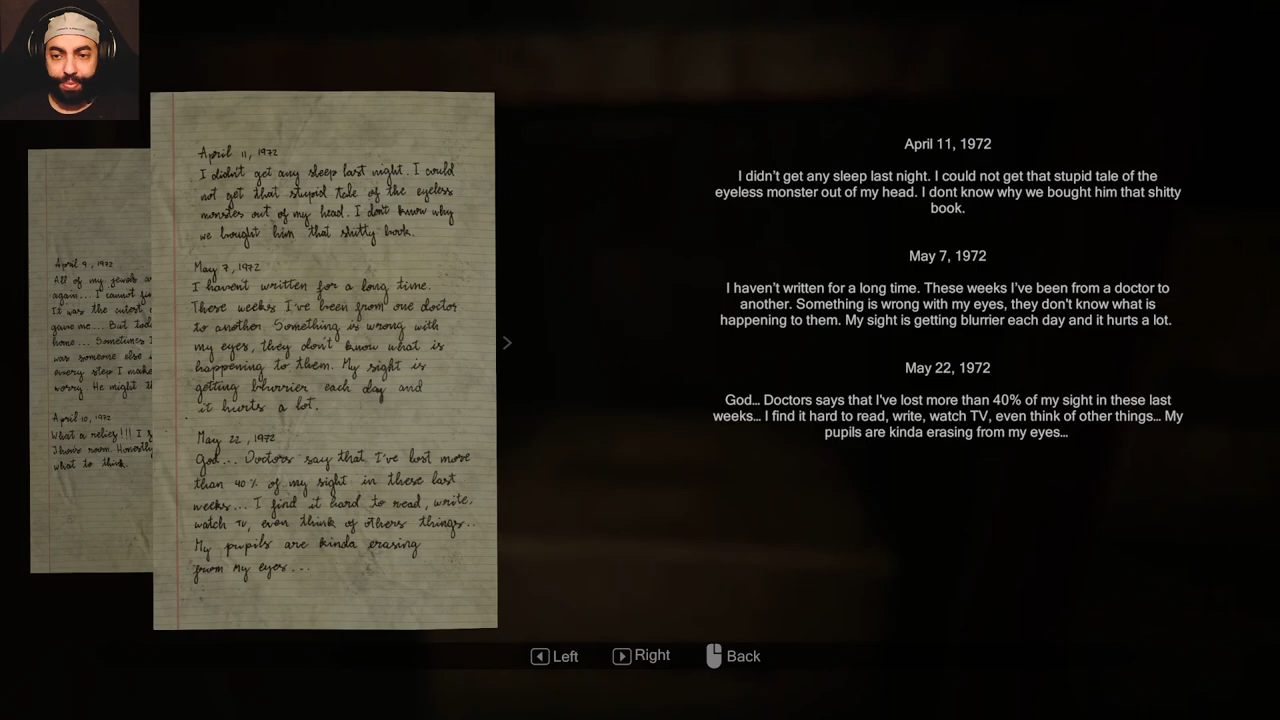 April 9, 1972
All of my jewels a
again... I cannot fi
It was the cutest
gave me... But tod
home... Sometimes I
was someone else
every step I make
worry. He might t
April 10, 1972
What a relief!!! I
room. Honestly
what to think.
April 11, 1972
I didn't get any sleep last night. I could
not get that stupid tale of the eyeless
monster out of my head. I don't know why
we bought him that shitty book.
May 7, 1972
I haven't written for a long time.
These weeks I've been from one doctor
to another. Something is wrong with
my eyes, they don't know what is
happening to them. My sight is
getting blurrier each day and
it hurts a lot.
May 22, 1972
God... Doctors say that I've lost more
than 40% of my sight in these last
weeks... I find it hard to read, write,
watch TV, even think of others things..
My pupils are kinda erasing
from my eyes...
April 11, 1972
I didn't get any sleep last night. I could not get that stupid tale of the
eyeless monster out of my head. I dont know why we bought him that shitty
book.
May 7, 1972
I haven't written for a long time. These weeks I've been from a doctor to
another. Something is wrong with my eyes, they don't know what is
happening to them. My sight is getting blurrier each day and it hurts a lot.
May 22, 1972
God... Doctors says that I've lost more than 40% of my sight in these last
weeks... I find it hard to read, write, watch TV, even think of other things... My
pupils are kinda erasing from my eyes...
Left
Right
Back